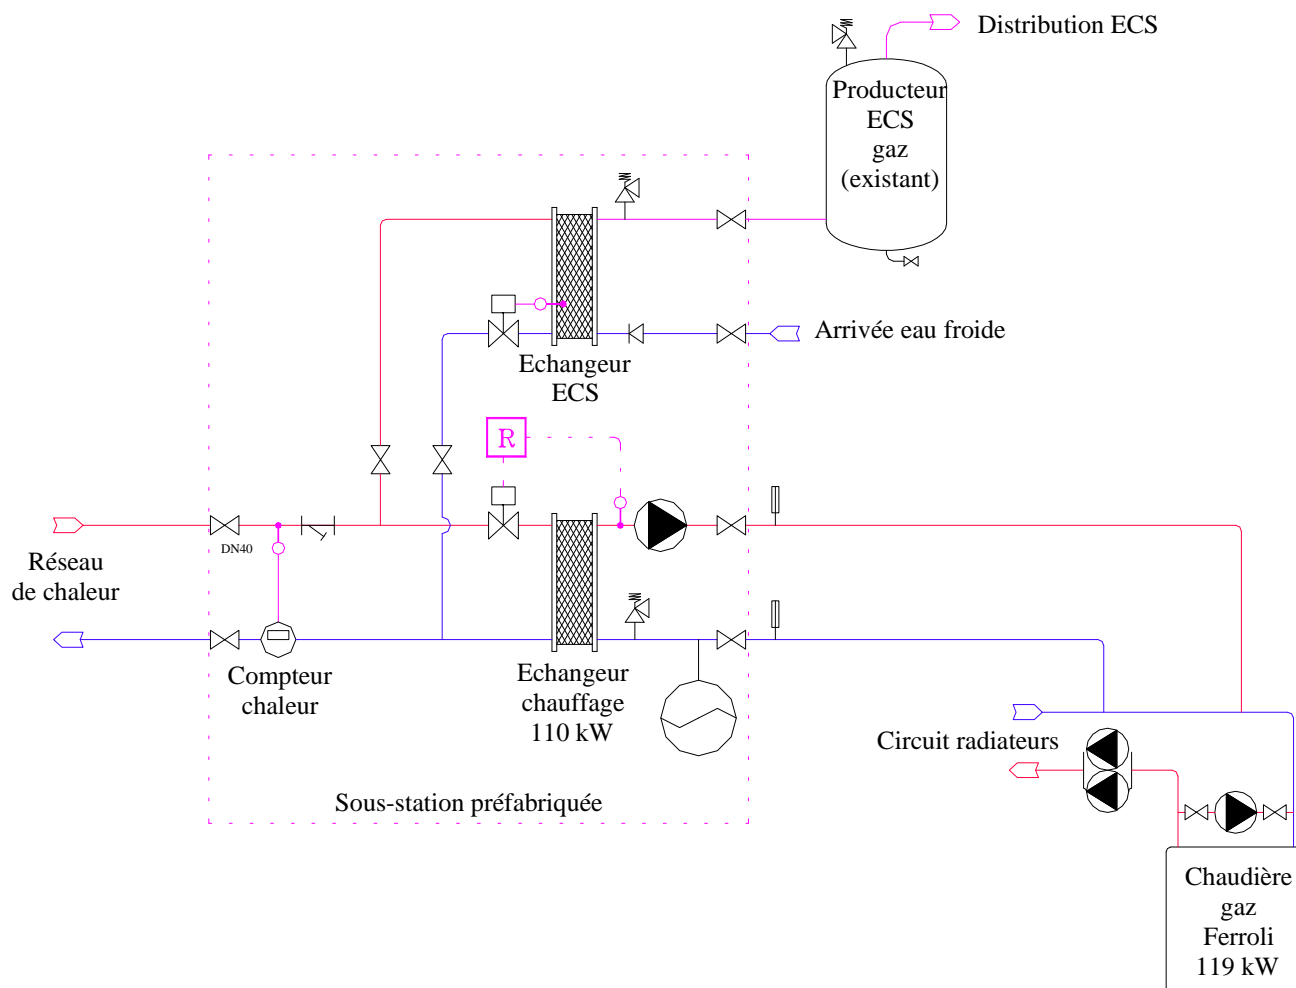 Distribution ECS
Producteur
ECS
gaz
(existant)
Arrivée eau froide
Echangeur
ECS
R
DN40
Réseau
de chaleur
Compteur
chaleur
Echangeur
chauffage
110 kW
Circuit radiateurs
Sous-station préfabriquée
Chaudière
gaz
Ferroli
119 kW